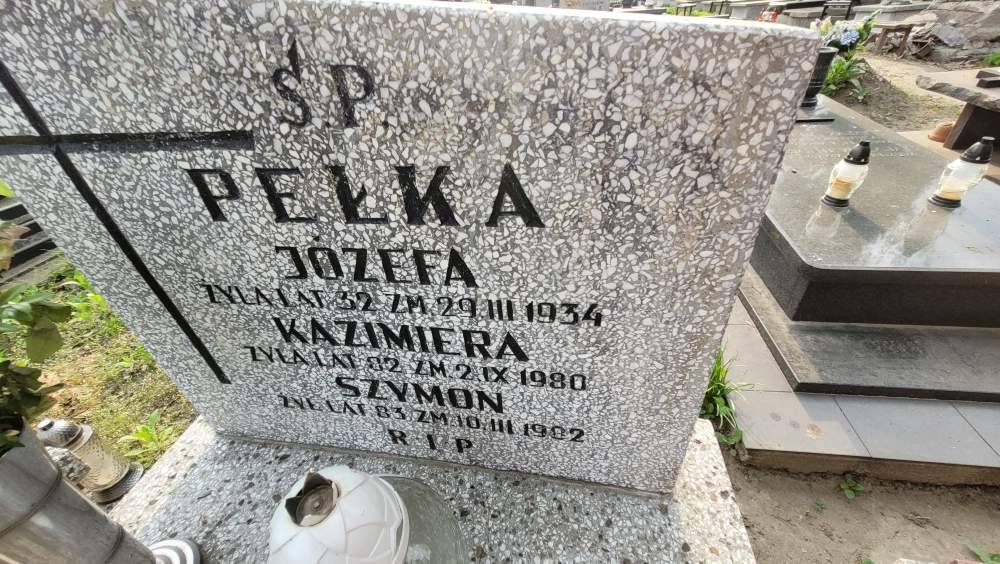 Ś.P.
PEŁKA
JÓZEFA
ŻYŁA LAT 32 ZM. 29.III 1934
KAZIMIERA
ŻYŁA LAT 82 ZM. 2.IX 1980
SZYMON
ŻYŁ LAT 83 ZM. 10.III 1982
R I P